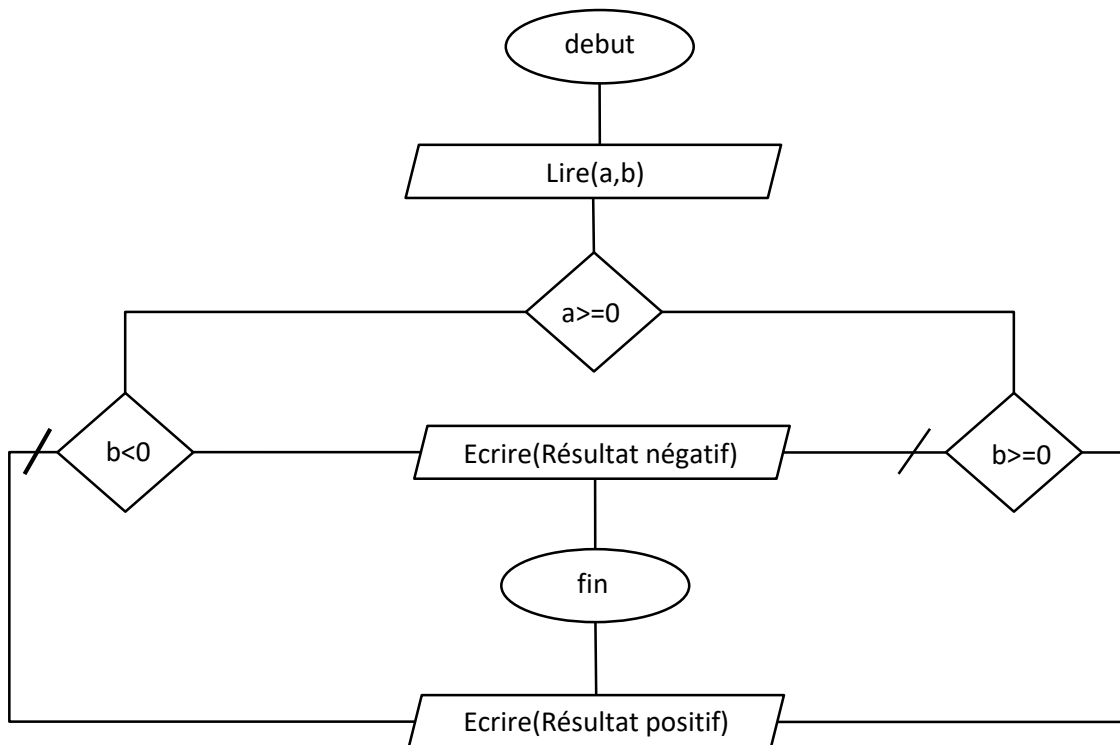 debut
Lire(a,b)
a>=0
b<0
Ecrire(Résultat négatif)
b>=0
fin
Ecrire(Résultat positif)